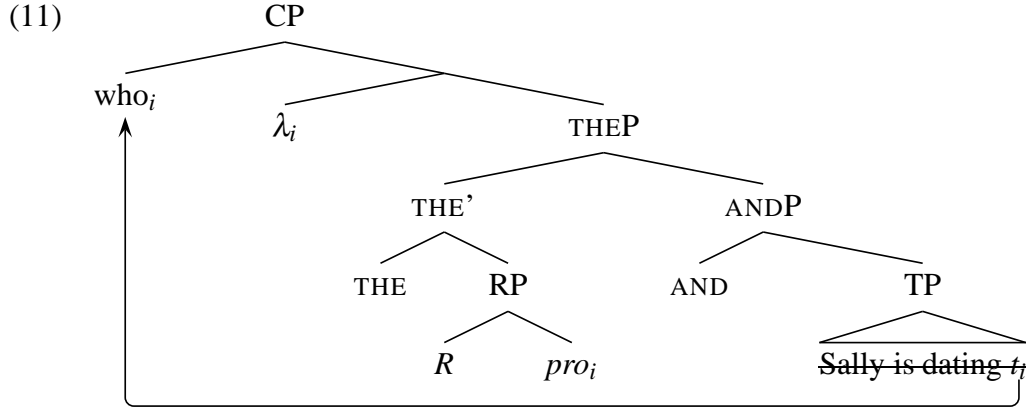 (11) CP
who_i
λ_i THEP
THE’ ANDP
THE RP AND TP
R pro_i Sally is dating t_i